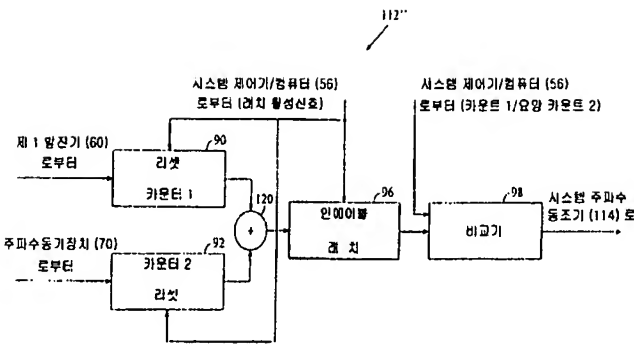 112''
시스템 제어기/컴퓨터 (56)
로부터 (래치 활성신호)
시스템 제어기/컴퓨터 (56)
로부터 (카운트 1/요망 카운트 2)
제 1 발진기 (60)
로부터
90
리셋
카운터 1
120
+
96
인에이블
래 치
98
비교기
시스템 주파수
동조기 (114) 로
주파수동기장치 (70)
로부터
92
카운터 2
리셋